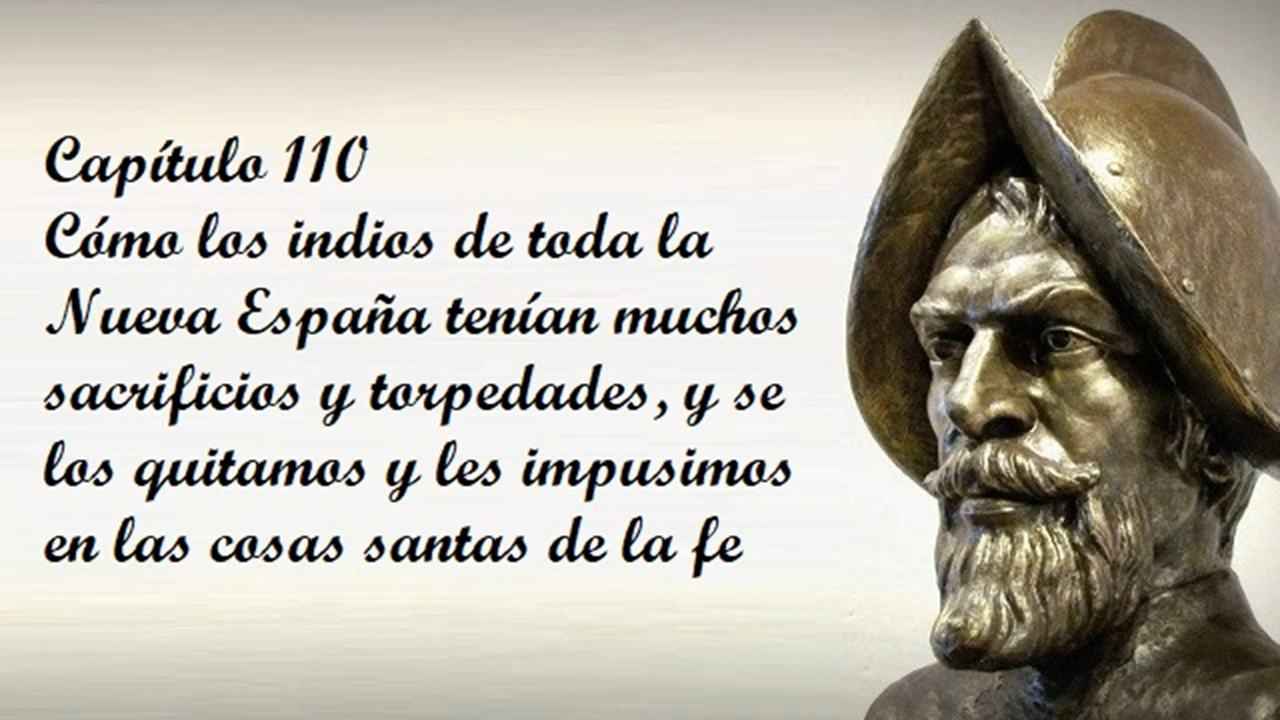 Capítulo 110
Cómo los indios de toda la
Nueva España tenían muchos
sacrificios y torpedades, y se
los quitamos y les impusimos
en las cosas santas de la fe